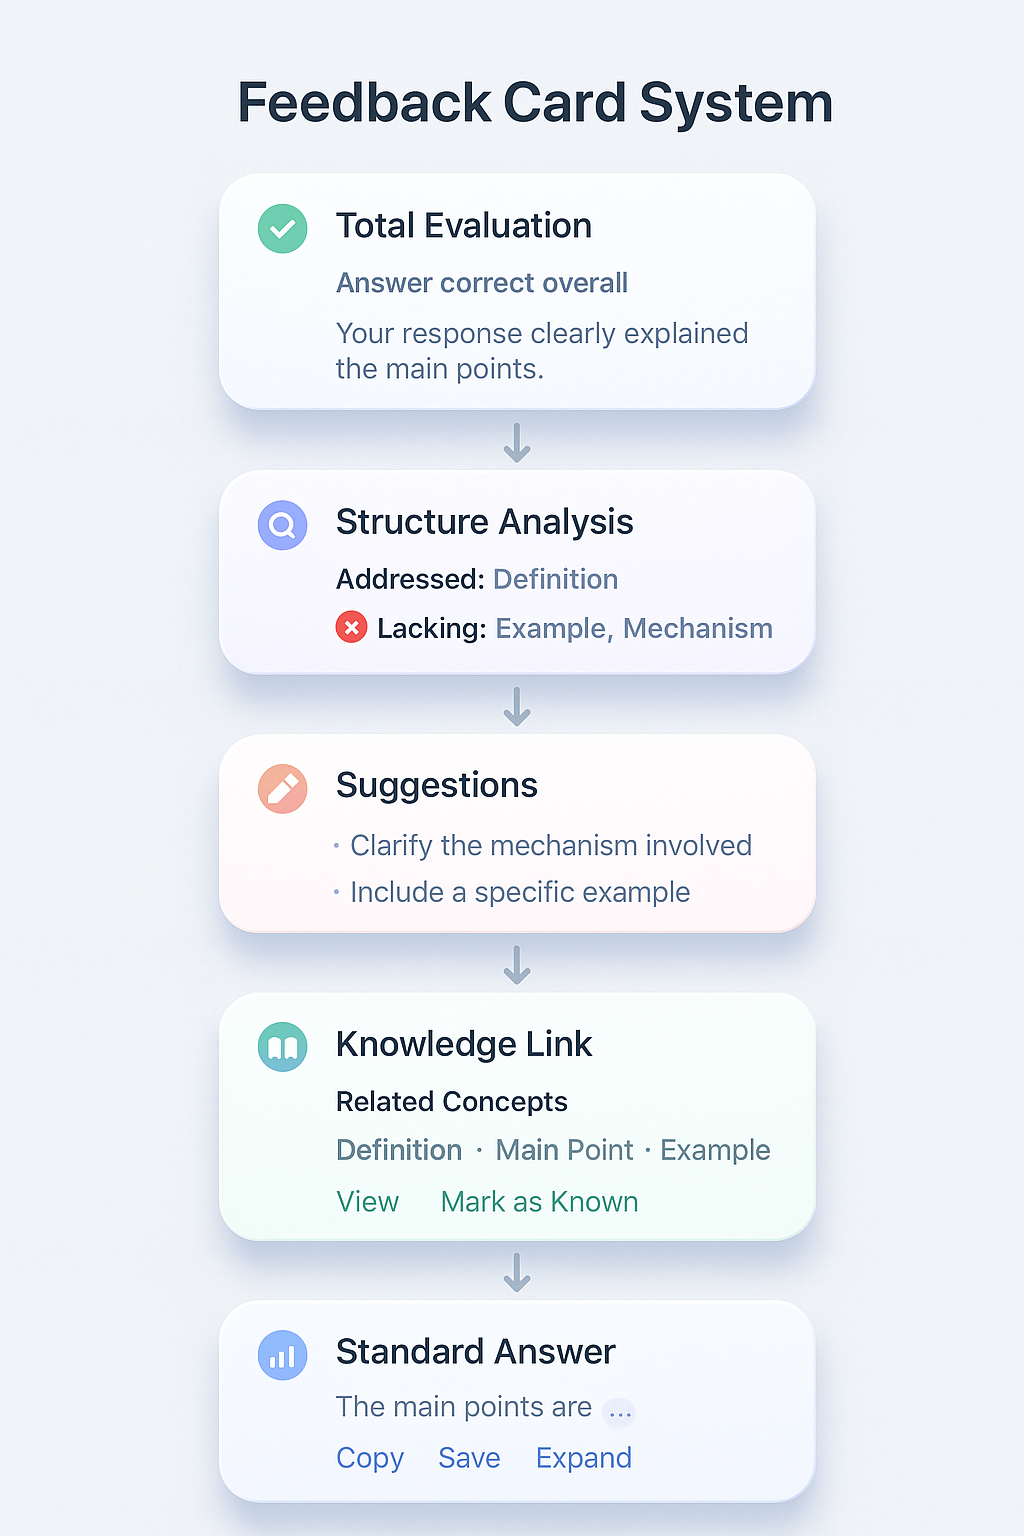 Feedback Card System
Total Evaluation
Answer correct overall
Your response clearly explained
the main points.
Structure Analysis
Addressed: Definition
Lacking: Example, Mechanism
Suggestions
· Clarify the mechanism involved
· Include a specific example
Knowledge Link
Related Concepts
Definition · Main Point · Example
View Mark as Known
Standard Answer
The main points are ...
Copy Save Expand